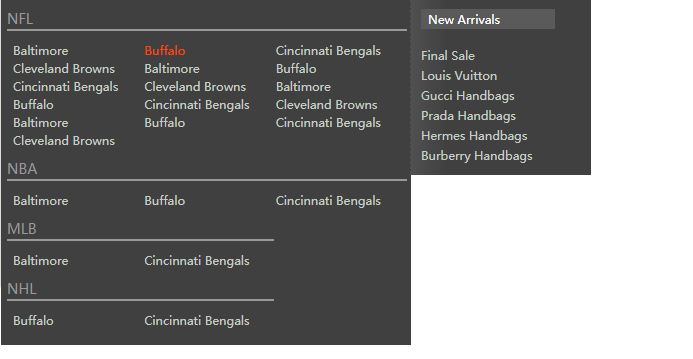 NFL
Baltimore Buffalo Cincinnati Bengals
Cleveland Browns Baltimore Buffalo
Cincinnati Bengals Cleveland Browns Baltimore
Buffalo Cincinnati Bengals Cleveland Browns
Baltimore Buffalo Cincinnati Bengals
Cleveland Browns
NBA
Baltimore Buffalo Cincinnati Bengals
MLB
Baltimore Cincinnati Bengals
NHL
Buffalo Cincinnati Bengals
New Arrivals
Final Sale
Louis Vuitton
Gucci Handbags
Prada Handbags
Hermes Handbags
Burberry Handbags